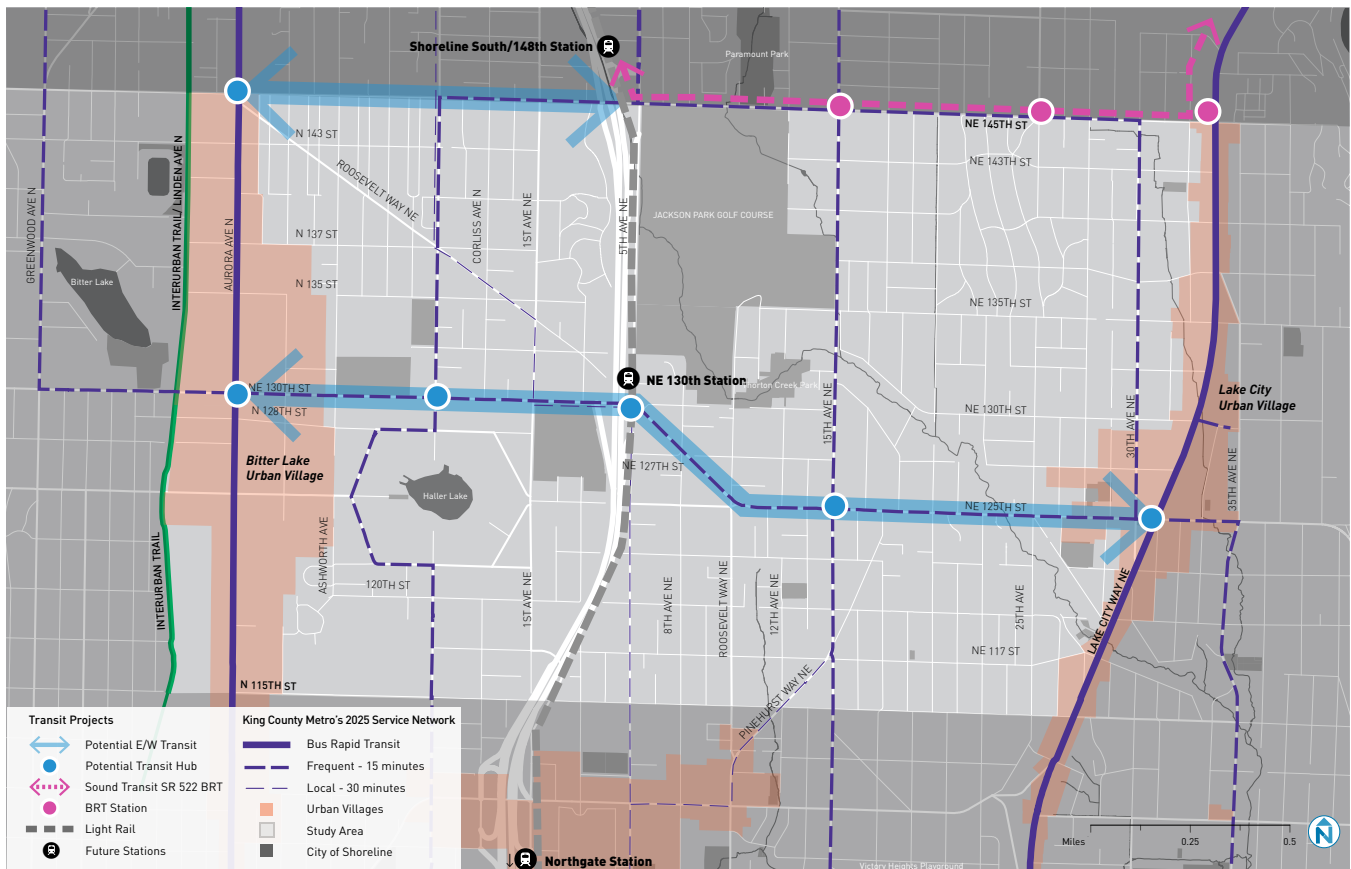 Shoreline South/148th Station
Paramount Park
N 143 ST
NE 145TH ST
NE 143TH ST
ROOSEVELT WAY NE
GREENWOOD AVE N
INTERURBAN TRAIL/ LINDEN AVE N
AURORA AVE N
CORLISS AVE N
1ST AVE NE
5TH AVE NE
JACKSON PARK GOLF COURSE
N 137 ST
Bitter Lake
N 135 ST
NE 135TH ST
NE 130TH ST
NE 130th Station
Thornton Creek Park
N 128TH ST
15TH AVE NE
NE 130TH ST
30TH AVE NE
Lake City
Urban Village
Bitter Lake
Urban Village
Haller Lake
NE 127TH ST
NE 125TH ST
35TH AVE NE
INTERURBAN TRAIL
ASHWORTH AVE
120TH ST
1ST AVE NE
8TH AVE NE
ROOSEVELT WAY NE
12TH AVE NE
25TH AVE
LAKE CITY WAY NE
NE 117 ST
PINEHURST WAY NE
N 115TH ST
Transit Projects
Potential E/W Transit
Potential Transit Hub
Sound Transit SR 522 BRT
BRT Station
Light Rail
Future Stations
King County Metro's 2025 Service Network
Bus Rapid Transit
Frequent - 15 minutes
Local - 30 minutes
Urban Villages
Study Area
City of Shoreline
Northgate Station
Victory Heights Playground
Miles
0.25
0.5
N